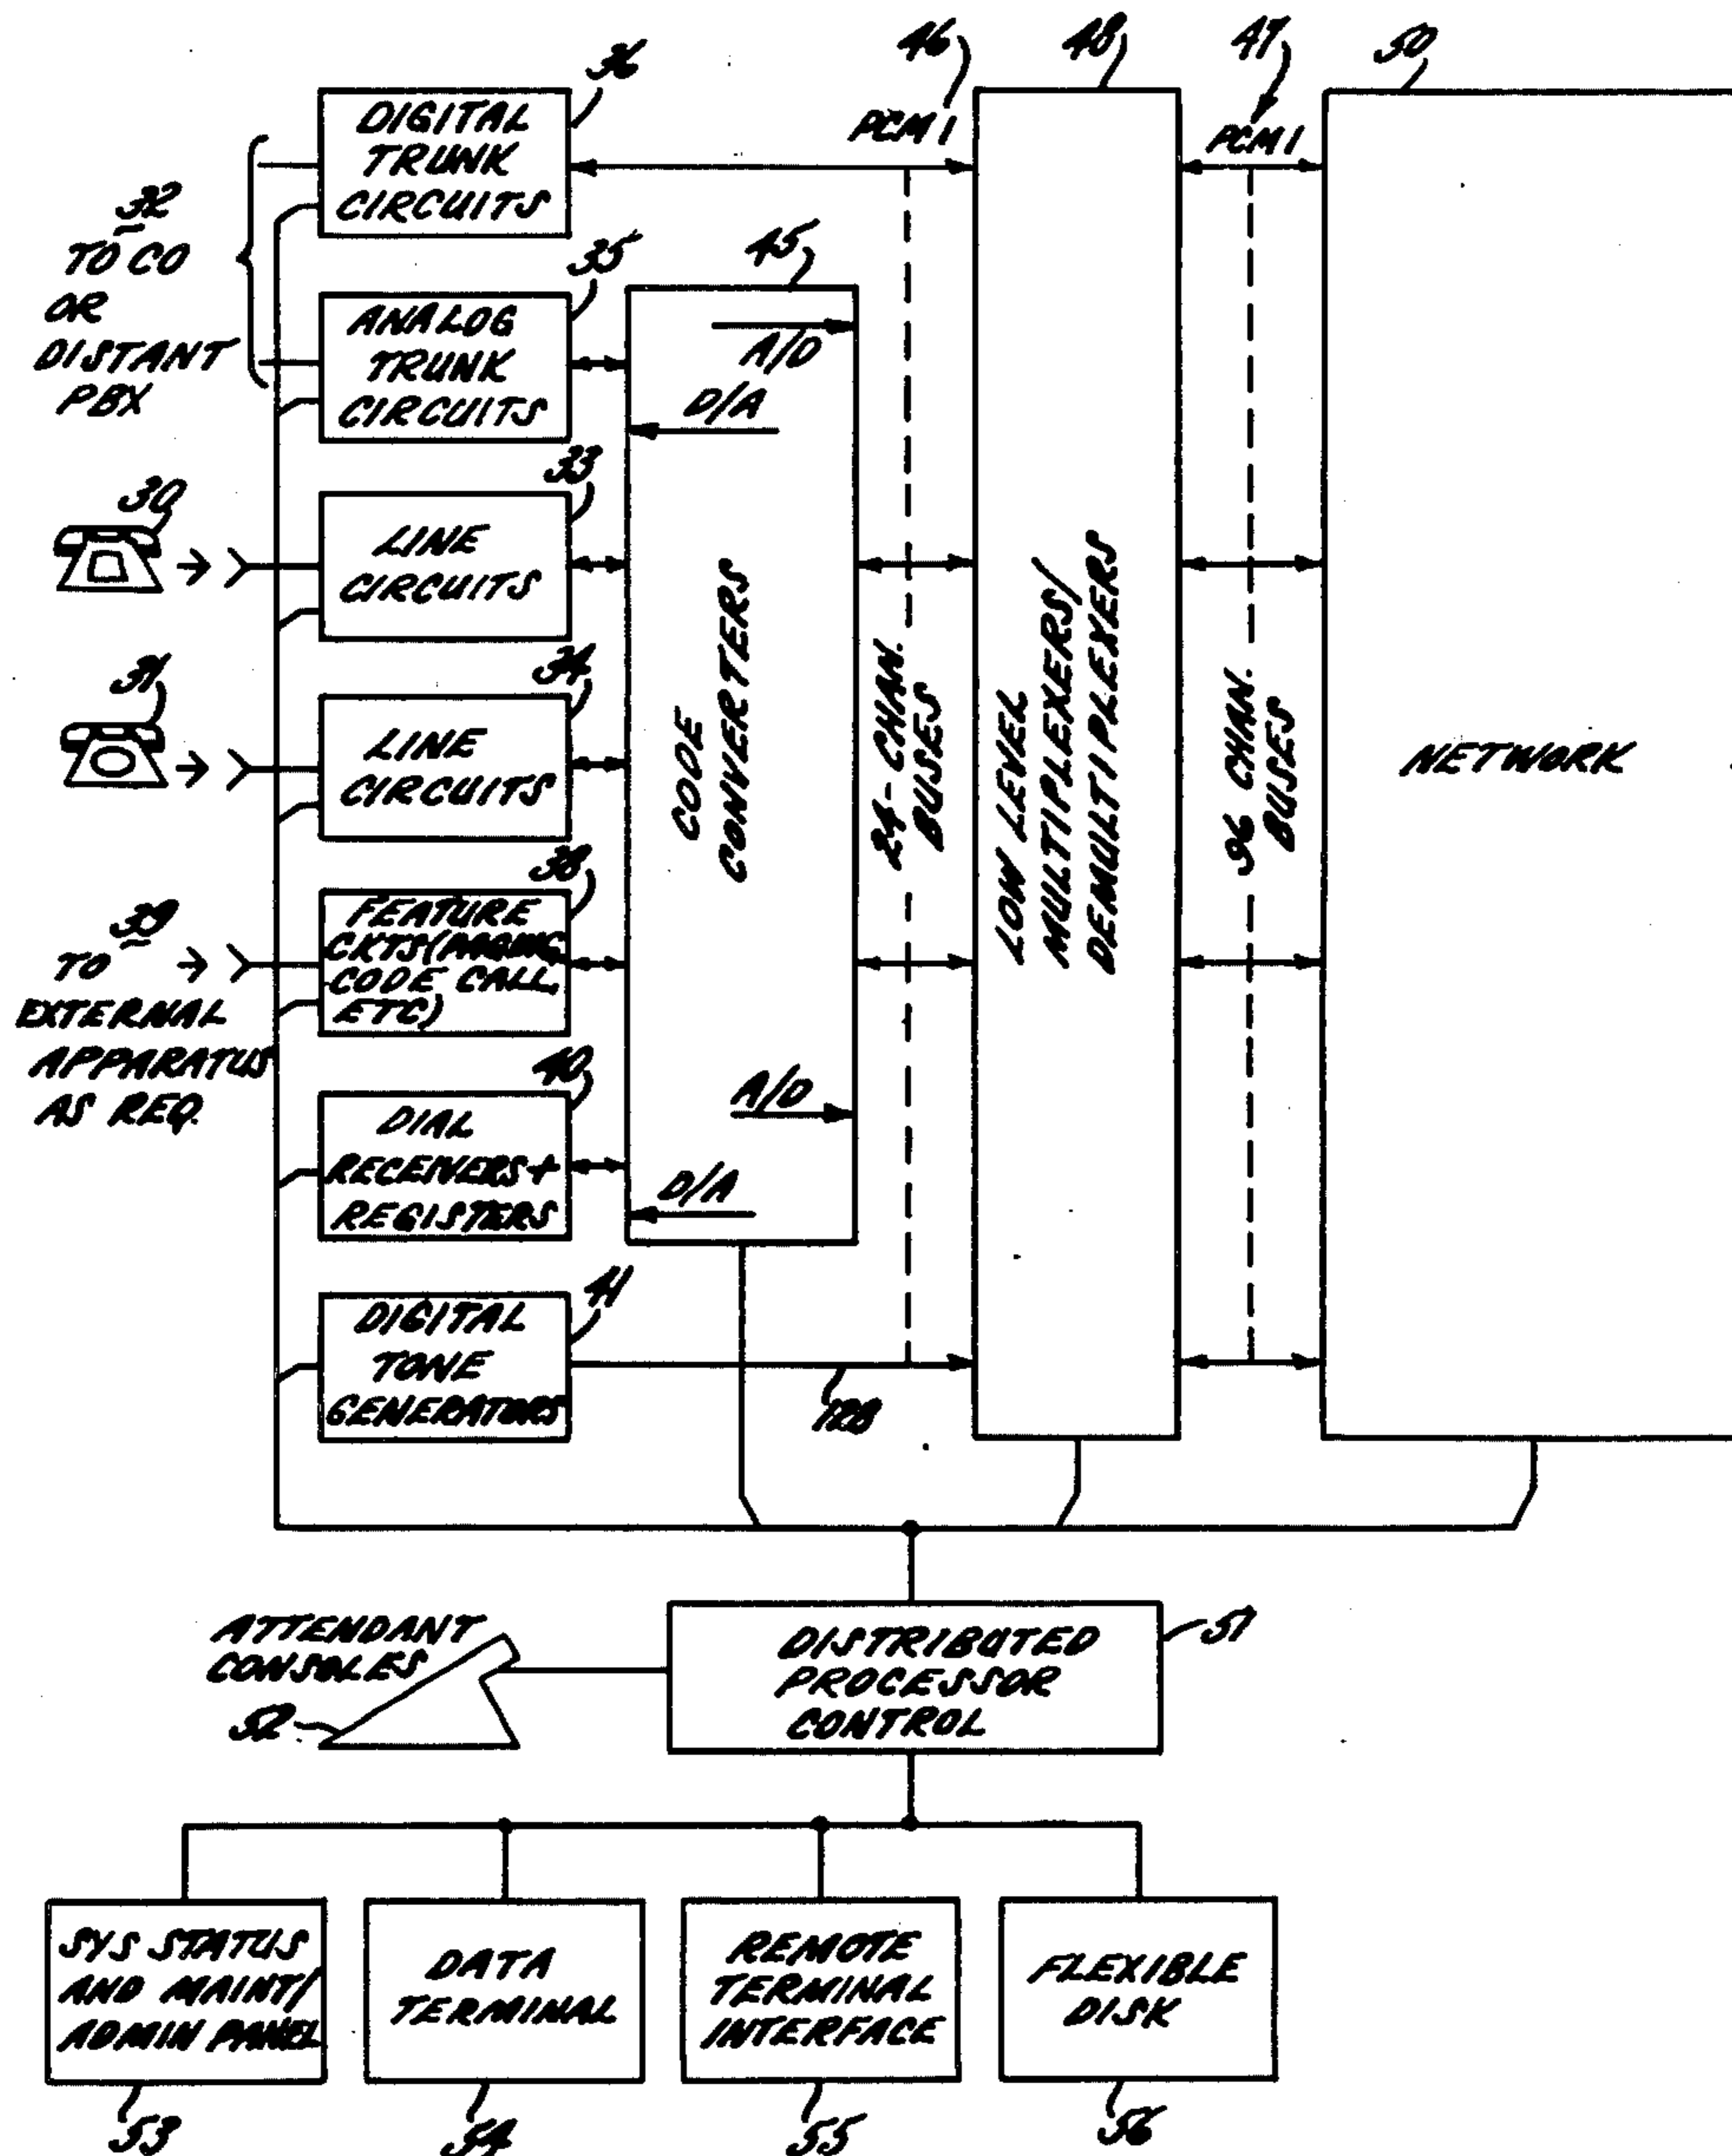 36
DIGITAL
TRUNK
CIRCUITS
46
PCM 1
48
47
PCM 1
50
32
TO CO
OR
DISTANT
PBX
35
ANALOG
TRUNK
CIRCUITS
45
A/D
D/A
30
33
LINE
CIRCUITS
31
34
LINE
CIRCUITS
CODE
CONVERTERS
24-CHAN.
BUSES
LOW LEVEL
MULTIPLEXERS/
DEMULTIPLEXERS
96 CHAN.
BUSES
NETWORK
39
TO
EXTERNAL
APPARATUS
AS REQ.
38
FEATURE
CKTS (PAGING,
CODE CALL,
ETC)
40
DIAL
RECEIVERS +
REGISTERS
A/D
D/A
41
DIGITAL
TONE
GENERATORS
128
ATTENDANT
CONSOLES
52
DISTRIBUTED
PROCESSOR
CONTROL
51
SYS STATUS
AND MAINT/
ADMIN PANEL
53
DATA
TERMINAL
54
REMOTE
TERMINAL
INTERFACE
55
FLEXIBLE
DISK
56